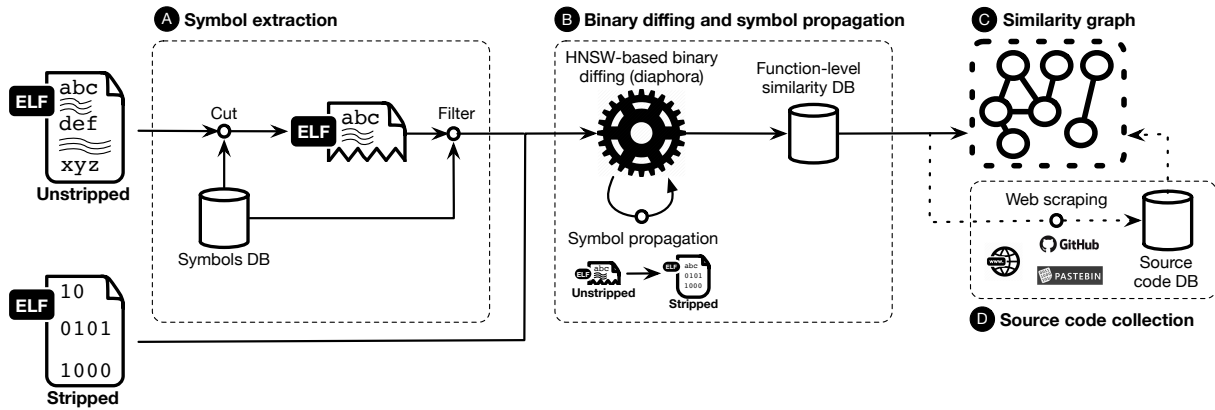 A Symbol extraction
B Binary diffing and symbol propagation
C Similarity graph
ELF
abc
def
xyz
Unstripped
Cut
ELF
abc
Filter
Symbols DB
ELF
10
0101
1000
Stripped
HNSW-based binary
diffing (diaphora)
Function-level
similarity DB
Symbol propagation
ELF
abc
Unstripped
ELF
abc
0101
1000
Stripped
Web scraping
www.
GitHub
PASTEBIN
Source
code DB
D Source code collection